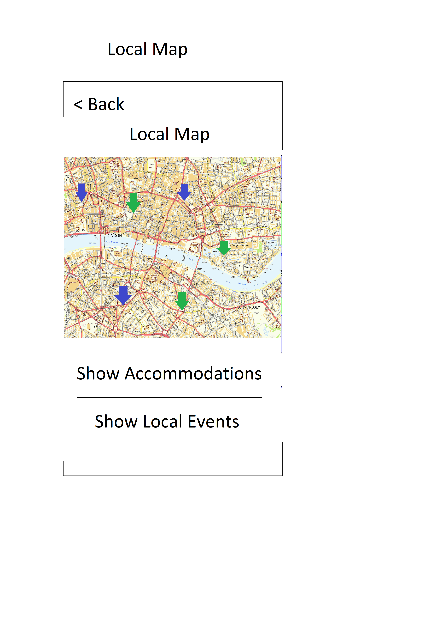 Local Map
< Back
Local Map
Show Accommodations
Show Local Events